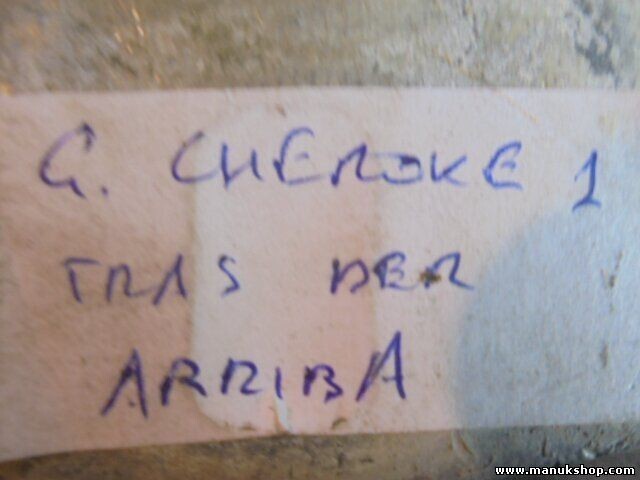 G. CHEROKE 1
TRAS DER
ARRIBA
www.manukshop.com